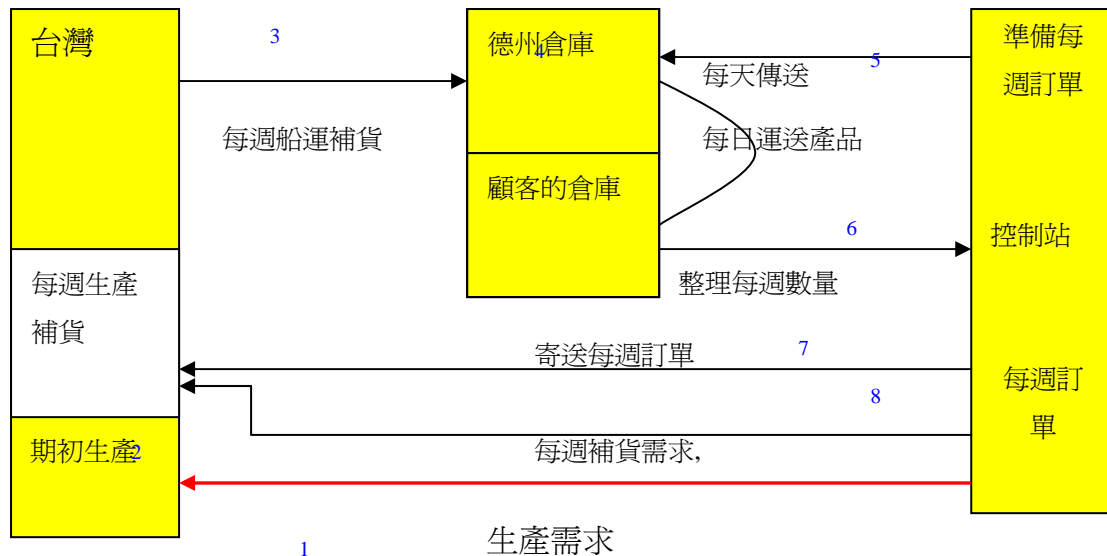 台灣
3
每週船運補貨
德州倉庫
4
顧客的倉庫
5
每天傳送
每日運送產品
6
整理每週數量
準備每
週訂單
控制站
每週訂
單
每週生產
補貨
寄送每週訂單
7
8
每週補貨需求,
期初生產
2
生產需求
1